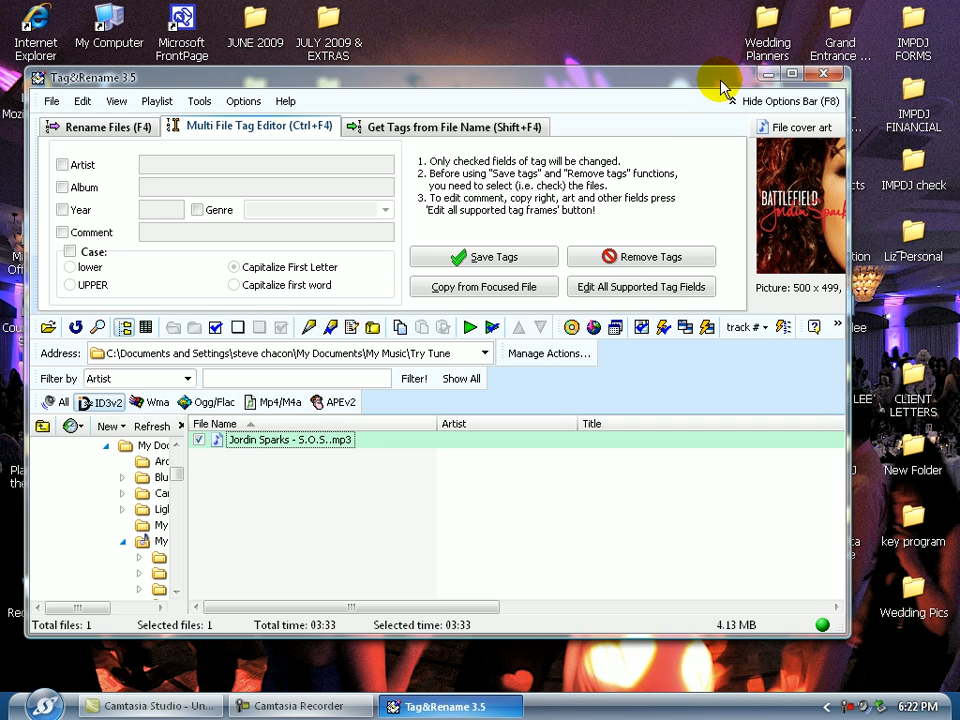 Internet Explorer
My Computer
Microsoft FrontPage
JUNE 2009
JULY 2009 & EXTRAS
Wedding Planners
Grand Entrance ...
IMPDJ FORMS
Tag&Rename 3.5
File Edit View Playlist Tools Options Help
Hide Options Bar (F8)
Rename Files (F4)
Multi File Tag Editor (Ctrl+F4)
Get Tags from File Name (Shift+F4)
File cover art
IMPDJ FINANCIAL
Artist
Album
Year
Genre
Comment
Case:
lower
Capitalize First Letter
UPPER
Capitalize first word
1. Only checked fields of tag will be changed.
2. Before using "Save tags" and "Remove tags" functions,
you need to select (i.e. check) the files.
3. To edit comment, copy right, art and other fields press
'Edit all supported tag frames' button!
Save Tags
Remove Tags
Copy from Focused File
Edit All Supported Tag Fields
BATTLEFIELD
Picture: 500 x 499,
IMPDJ check
Liz Personal
track #
Address: C:\Documents and Settings\steve chacon\My Documents\My Music\Try Tune
Manage Actions...
Filter by Artist
Filter! Show All
All ID3v2 Wma Ogg/Flac Mp4/M4a APEv2
New Refresh
File Name Artist Title
Jordin Sparks - S.O.S..mp3
My Doc
Arc
Blu
Can
Ligh
My
My
LEE
CLIENT LETTERS
New Folder
key program
Wedding Pics
Total files: 1
Selected files: 1
Total time: 03:33
Selected time: 03:33
4.13 MB
Camtasia Studio - Un...
Camtasia Recorder
Tag&Rename 3.5
6:22 PM